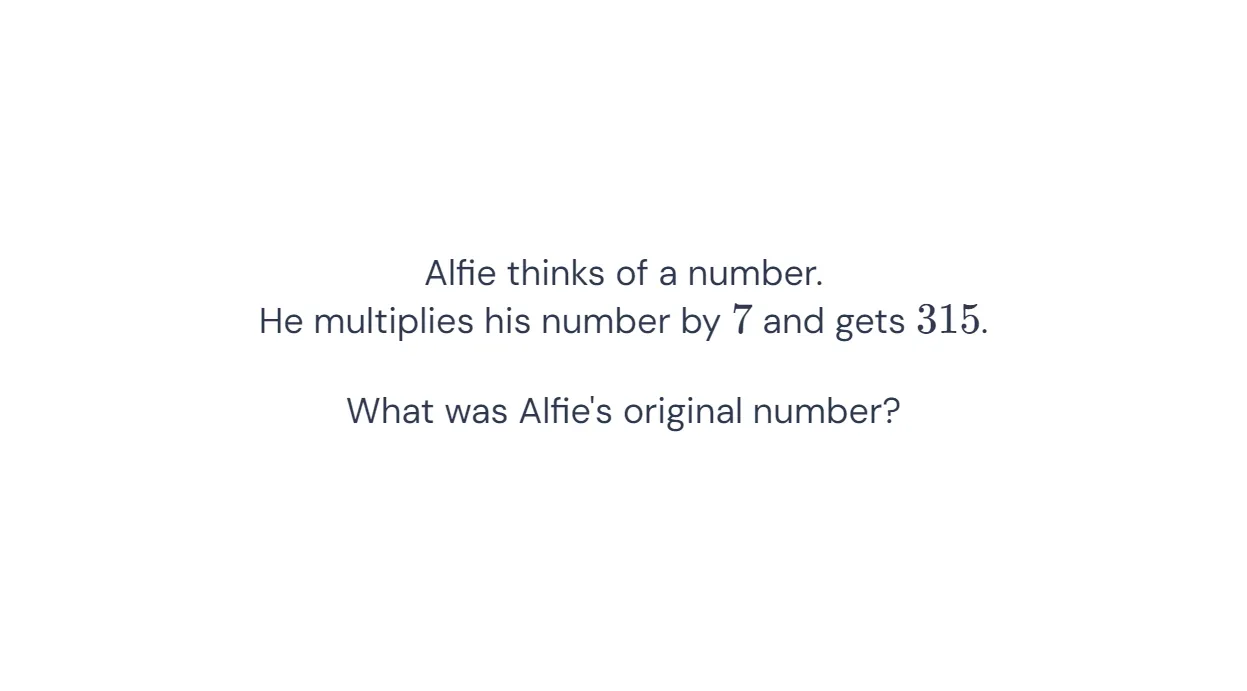 Alfie thinks of a number.
He multiplies his number by 7 and gets 315.
What was Alfie's original number?